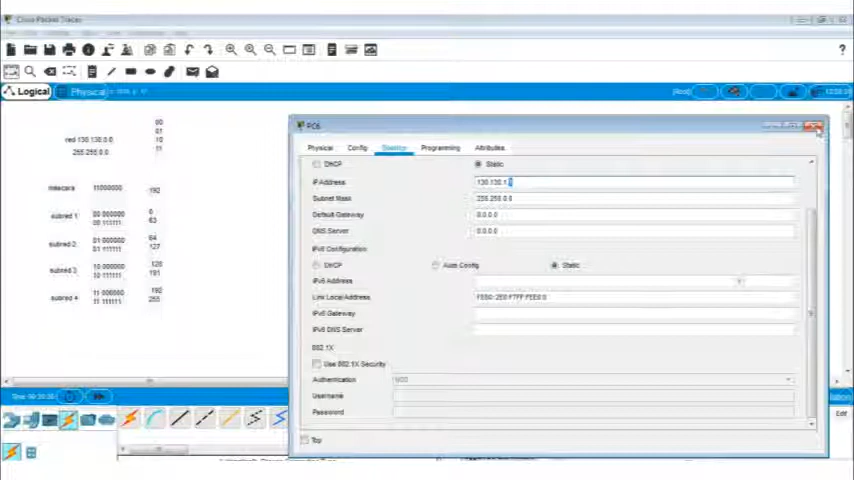 Cisco Packet Tracer
Logical
Physical
[Root]
00
01
10
11
red 130.130.0.0
255.255.0.0
mascara 11000000 192
subred 1 00 000000 0
00 111111 63
subred 2 01 000000 64
01 111111 127
subred 3 10 000000 128
10 111111 191
subred 4 11 000000 192
11 111111 255
PC6
Physical Config Desktop Programming Attributes
DHCP Static
IP Address 130.130.1.
Subnet Mask 255.255.0.0
Default Gateway 0.0.0.0
DNS Server 0.0.0.0
IPv6 Configuration
DHCP Auto Config Static
IPv6 Address /
Link Local Address
IPv6 Gateway
IPv6 DNS Server
802.1X
Use 802.1X Security
Authentication MD5
Username
Password
Top